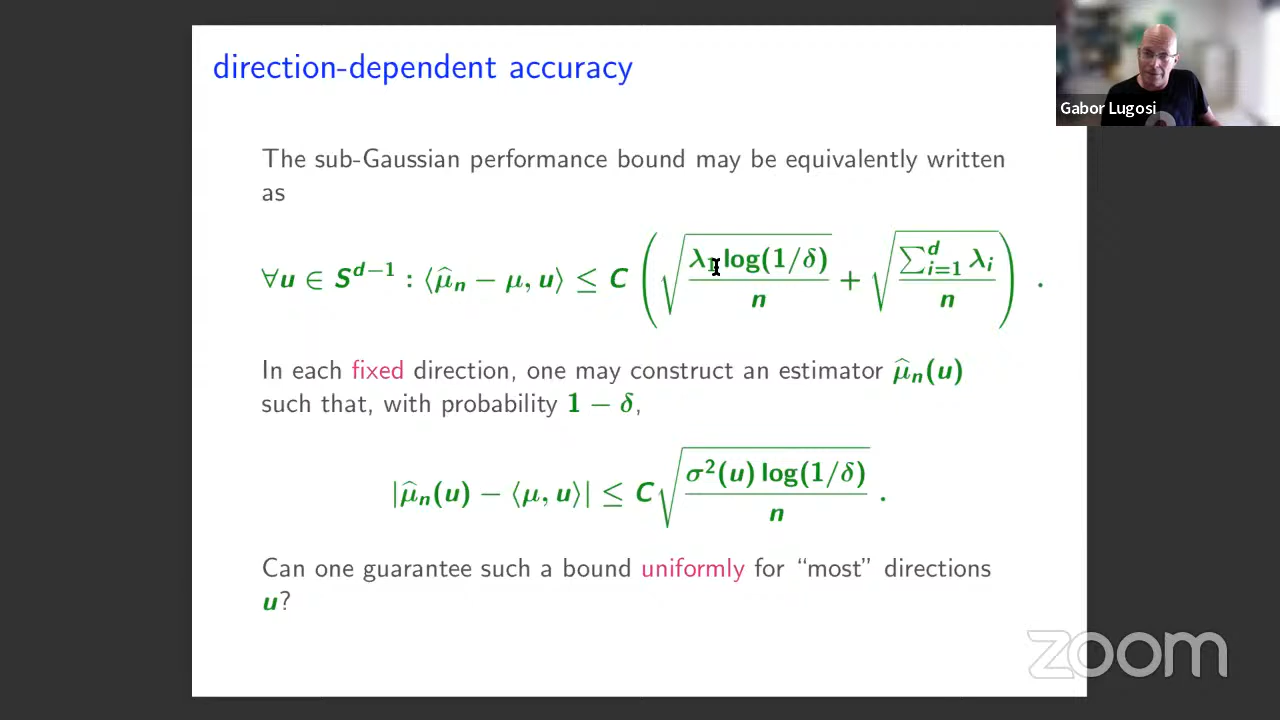 direction-dependent accuracy
Gabor Lugosi
The sub-Gaussian performance bound may be equivalently written
as
∀u ∈ S^{d−1} : ⟨μ̂_n − μ, u⟩ ≤ C ( √(λ_1 log(1/δ) / n) + √(∑_{i=1}^{d} λ_i / n) ) .
In each fixed direction, one may construct an estimator μ̂_n(u)
such that, with probability 1 − δ,
|μ̂_n(u) − ⟨μ, u⟩| ≤ C √(σ²(u) log(1/δ) / n) .
Can one guarantee such a bound uniformly for “most” directions
u?
zoom